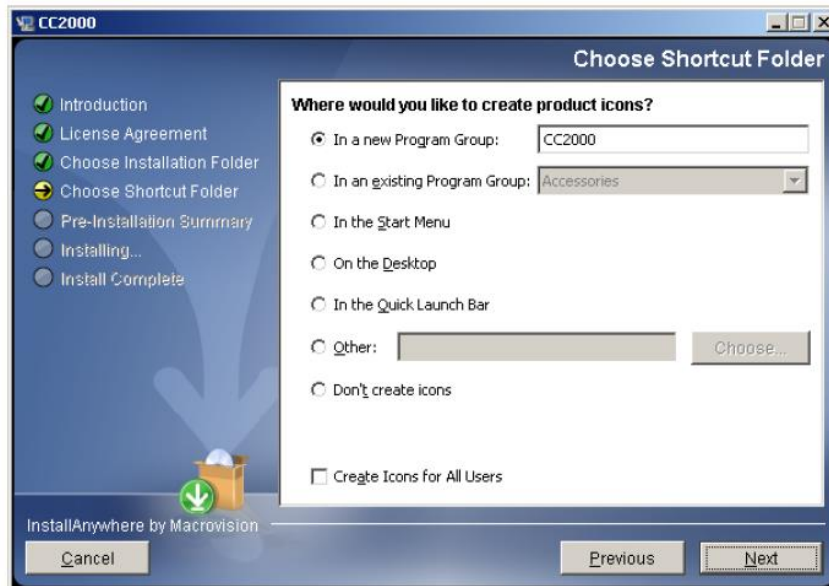 CC2000
Choose Shortcut Folder
Introduction
License Agreement
Choose Installation Folder
Choose Shortcut Folder
Pre-Installation Summary
Installing...
Install Complete
Where would you like to create product icons?
In a new Program Group: CC2000
In an existing Program Group: Accessories
In the Start Menu
On the Desktop
In the Quick Launch Bar
Other: Choose...
Don't create icons
Create Icons for All Users
InstallAnywhere by Macrovision
Cancel Previous Next